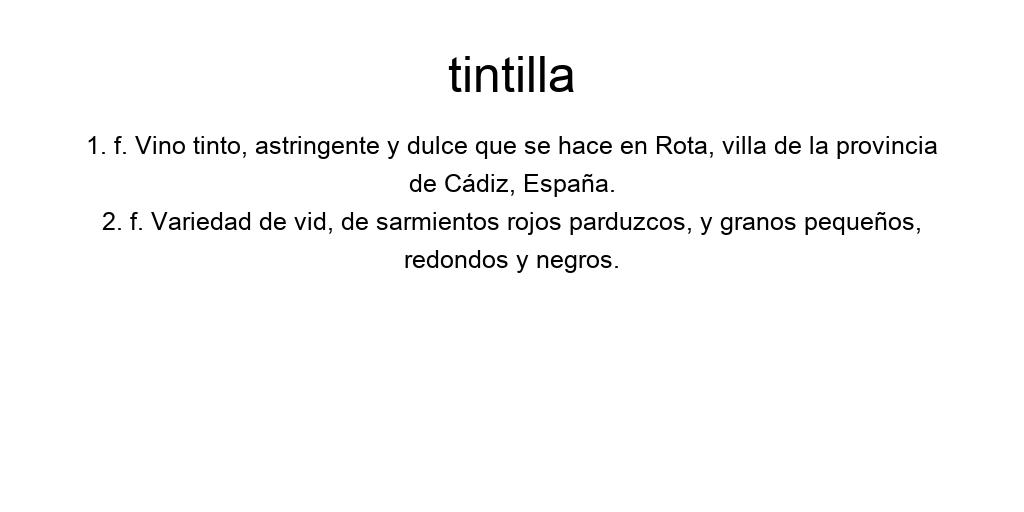 tintilla
1. f. Vino tinto, astringente y dulce que se hace en Rota, villa de la provincia
de Cádiz, España.
2. f. Variedad de vid, de sarmientos rojos parduzcos, y granos pequeños,
redondos y negros.